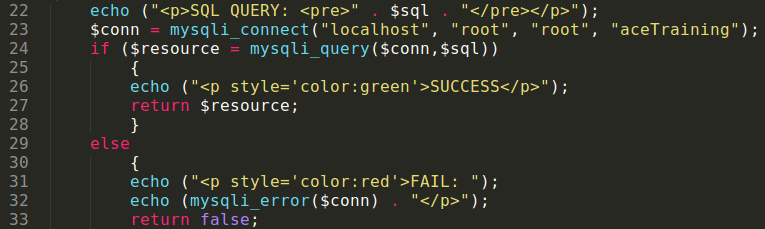 22 echo ("<p>SQL QUERY: <pre>" . $sql . "</pre></p>");
23 $conn = mysqli_connect("localhost", "root", "root", "aceTraining");
24 if ($resource = mysqli_query($conn,$sql))
25 {
26 echo ("<p style='color:green'>SUCCESS</p>");
27 return $resource;
28 }
29 else
30 {
31 echo ("<p style='color:red'>FAIL: ");
32 echo (mysqli_error($conn) . "</p>");
33 return false;